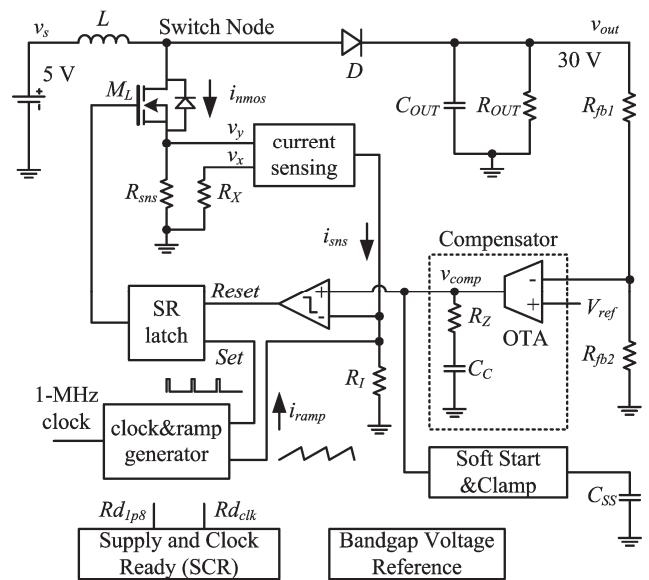 Switch Node
v_s
L
v_out
5 V
D
30 V
M_L
i_nmos
C_OUT
R_OUT
R_fb1
v_y
v_x
current
sensing
R_sns
R_X
i_sns
Compensator
v_comp
Reset
+
-
-
+
V_ref
SR
latch
R_Z
OTA
Set
C_C
R_fb2
1-MHz
clock
R_I
i_ramp
clock&ramp
generator
Soft Start
&Clamp
C_SS
Rd_1p8
Rd_clk
Supply and Clock
Ready (SCR)
Bandgap Voltage
Reference